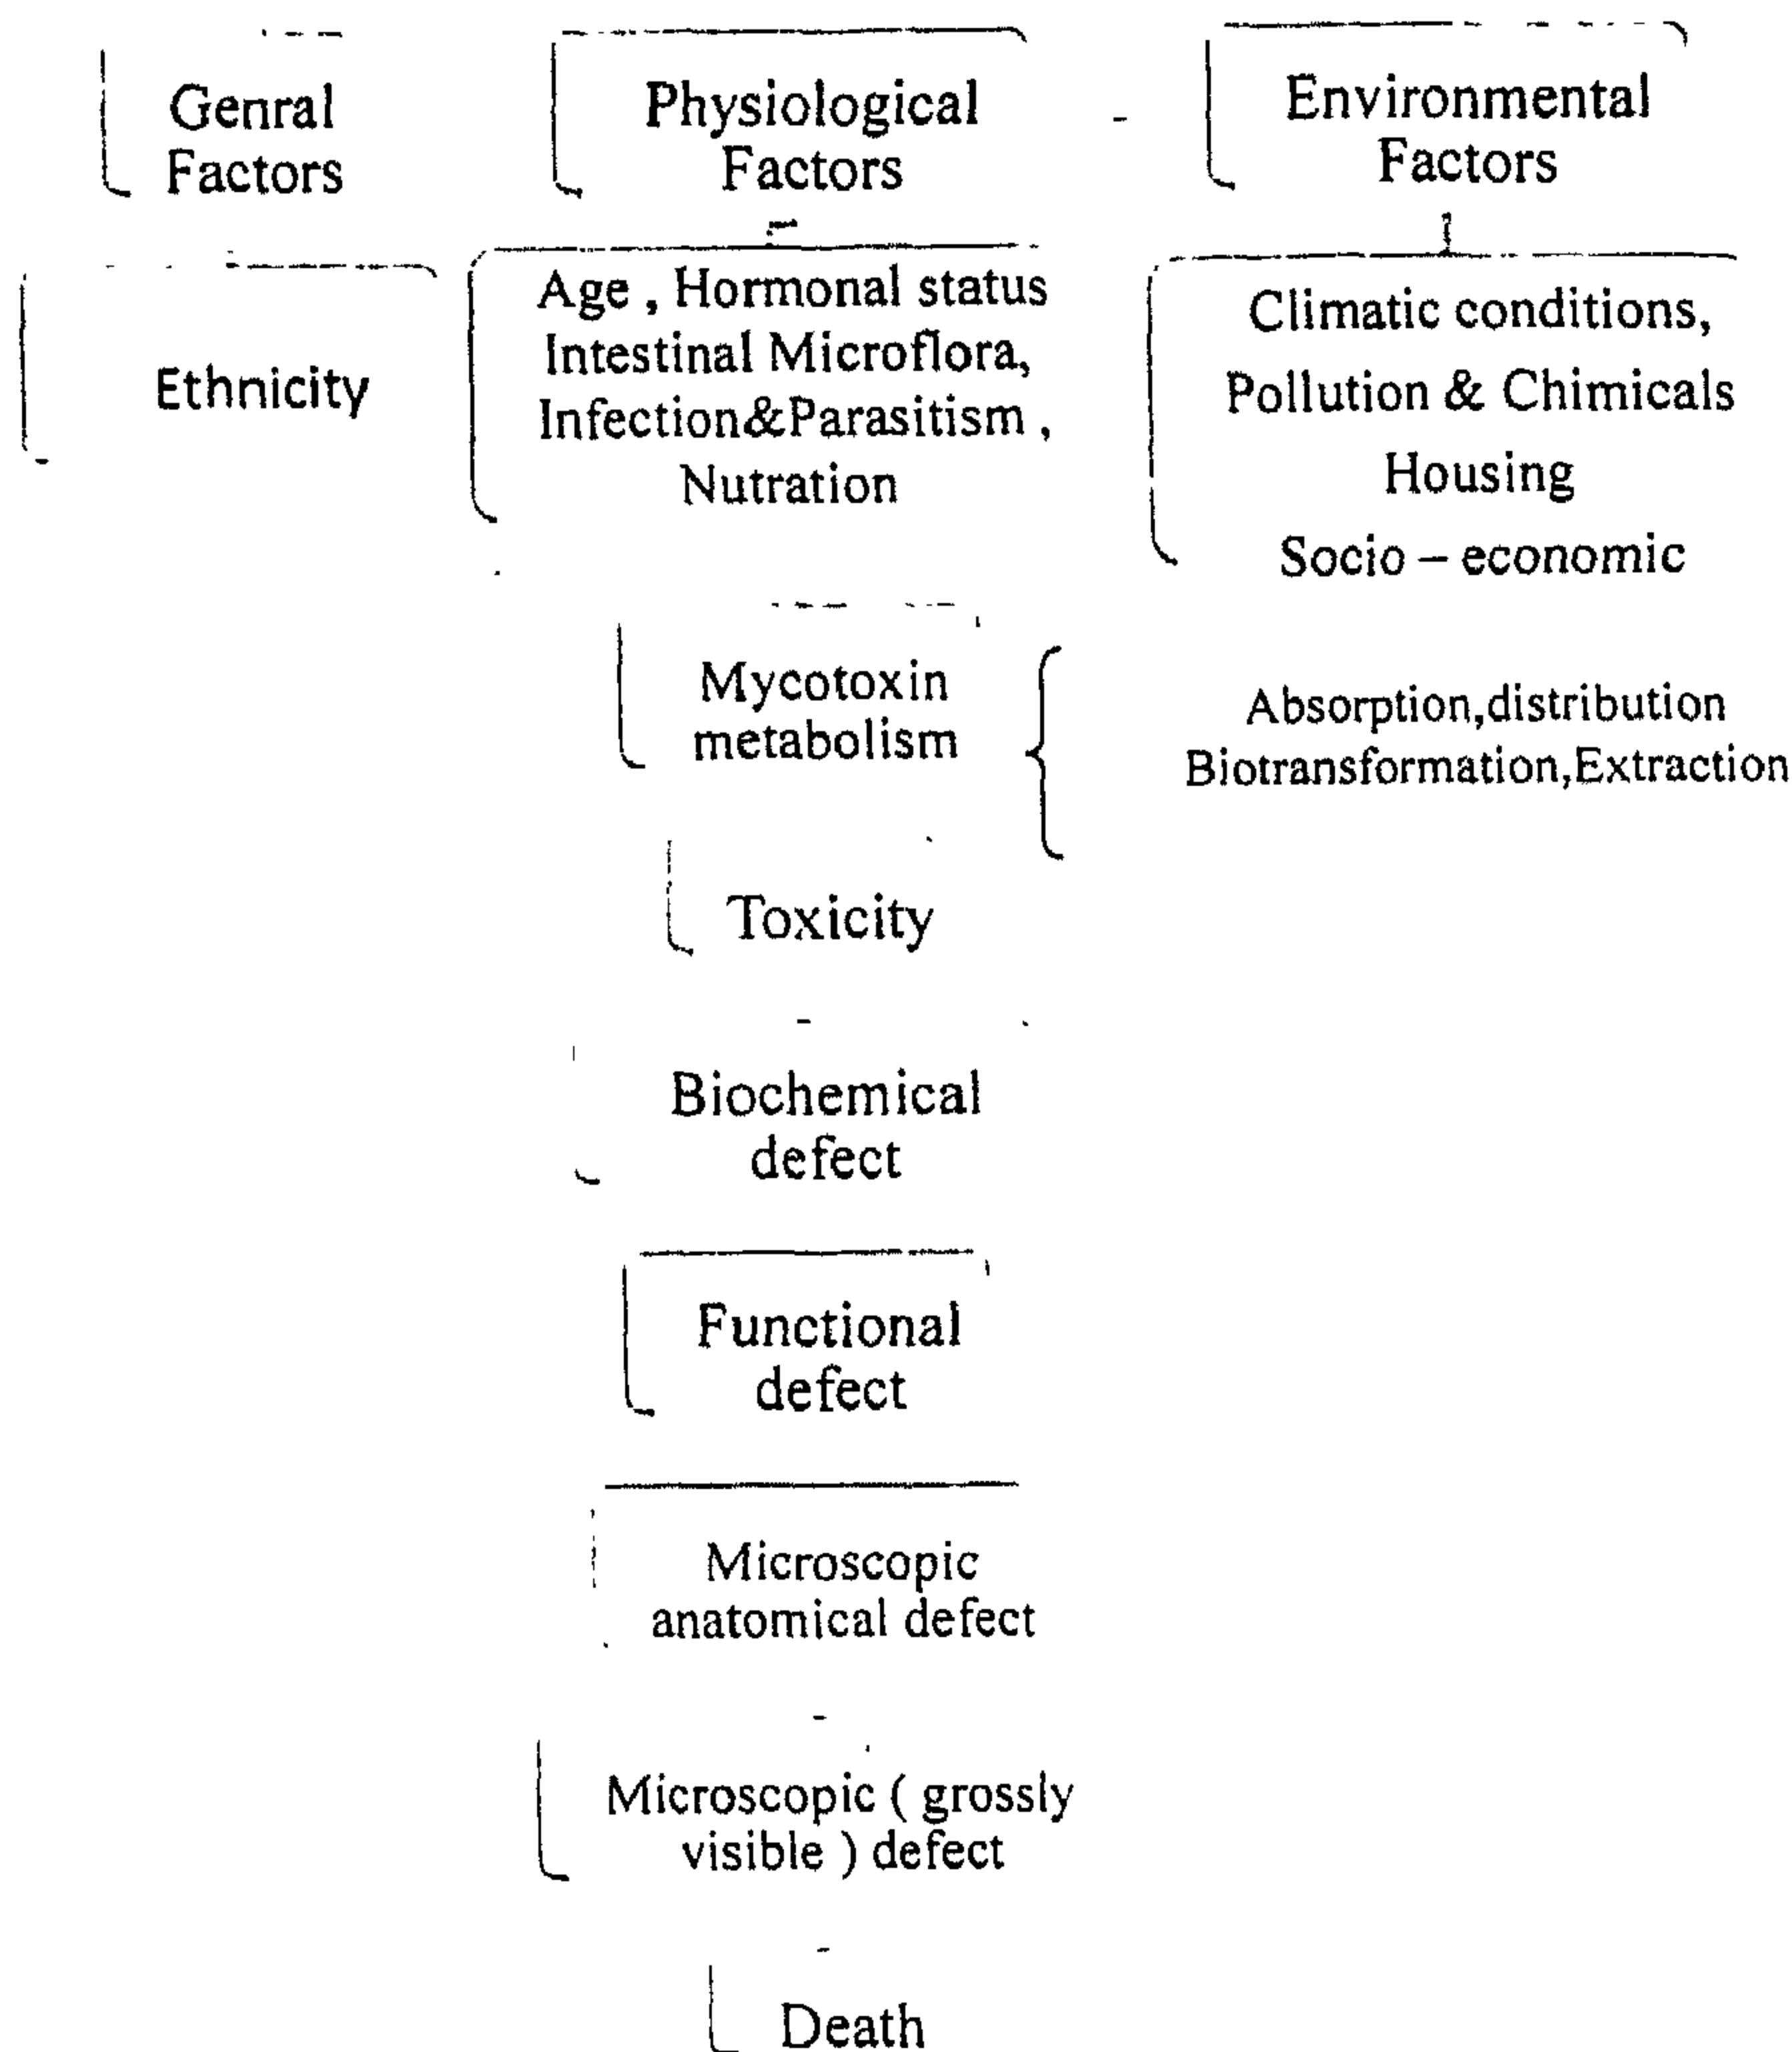 Genral
Factors
Physiological
Factors
Environmental
Factors
Ethnicity
Age , Hormonal status
Intestinal Microflora,
Infection&Parasitism ,
Nutration
Climatic conditions,
Pollution & Chimicals
Housing
Socio – economic
Mycotoxin
metabolism
Absorption,distribution
Biotransformation,Extraction
Toxicity
Biochemical
defect
Functional
defect
Microscopic
anatomical defect
Microscopic ( grossly
visible ) defect
Death